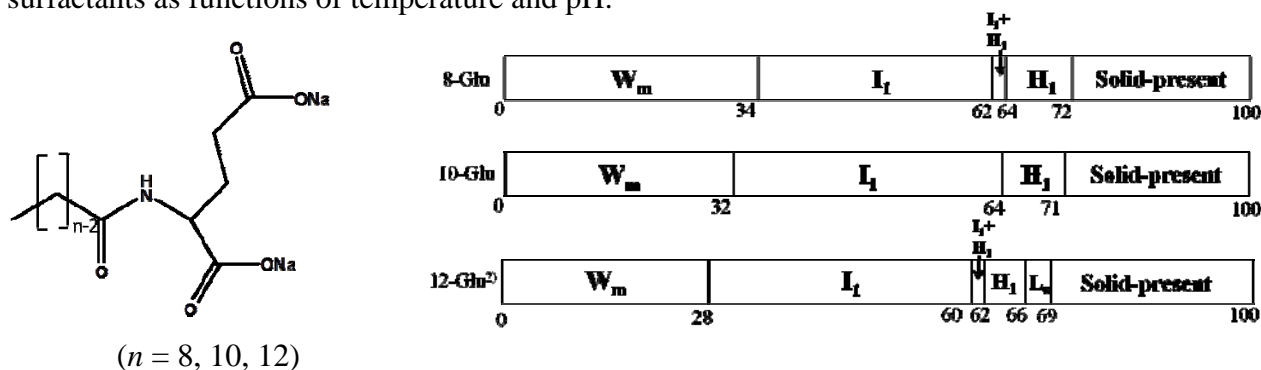 surfactants as functions of temperature and pH.
O
ONa
H
N
n-2
O
ONa
O
(n = 8, 10, 12)
I₁+
H₁
8-Glu
Wₘ
I₁
H₁
Solid-present
0 34 62 64 72 100
10-Glu
Wₘ
I₁
H₁
Solid-present
0 32 64 71 100
I₁+
H₁
12-Glu²⁾
Wₘ
I₁
H₁
Lα
Solid-present
0 28 60 62 66 69 100